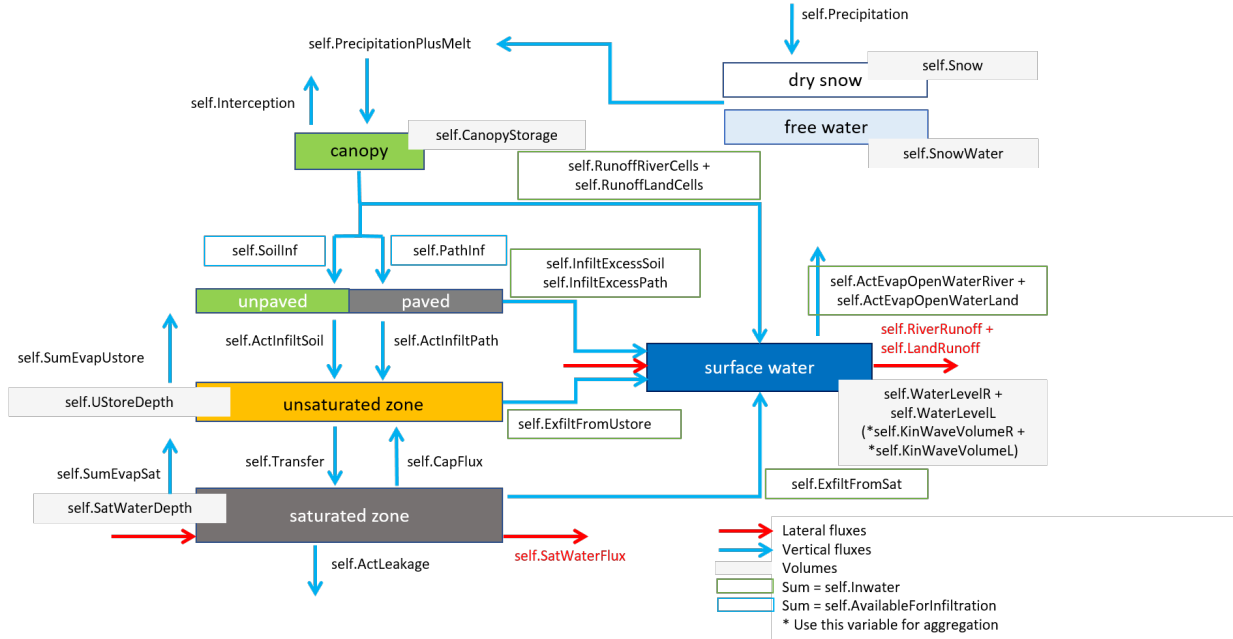 self.Precipitation
self.PrecipitationPlusMelt
self.Snow
dry snow
self.Interception
free water
self.CanopyStorage
canopy
self.SnowWater
self.RunoffRiverCells +
self.RunoffLandCells
self.SoilInf
self.PathInf
self.InfiltExcessSoil
self.InfiltExcessPath
self.ActEvapOpenWaterRiver +
self.ActEvapOpenWaterLand
unpaved
paved
self.RiverRunoff +
self.LandRunoff
self.ActInfiltSoil
self.ActInfiltPath
self.SumEvapUstore
surface water
self.UStoreDepth
unsaturated zone
self.WaterLevelR +
self.WaterLevelL
(*self.KinWaveVolumeR +
*self.KinWaveVolumeL)
self.ExfiltFromUstore
self.SumEvapSat
self.Transfer
self.CapFlux
self.ExfiltFromSat
self.SatWaterDepth
saturated zone
self.SatWaterFlux
self.ActLeakage
Lateral fluxes
Vertical fluxes
Volumes
Sum = self.Inwater
Sum = self.AvailableForInfiltration
* Use this variable for aggregation